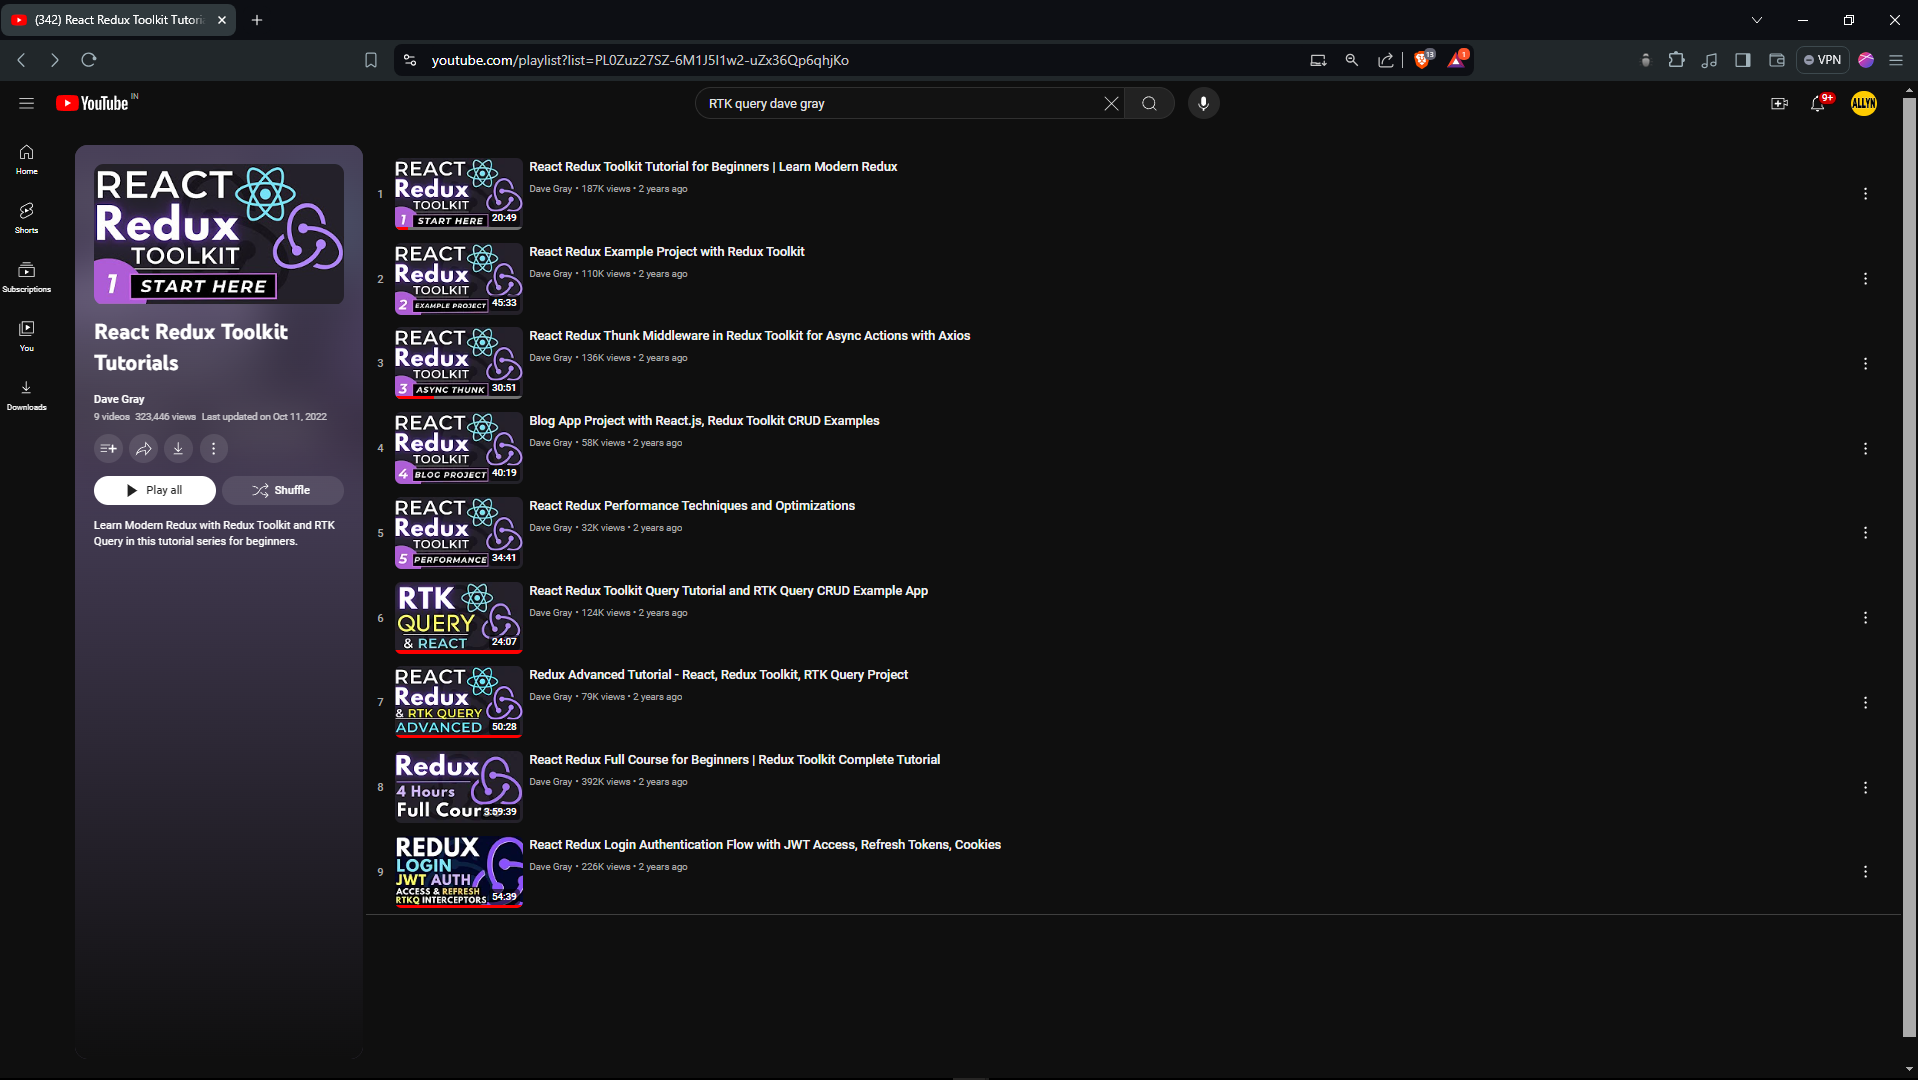 (342) React Redux Toolkit Tutori
youtube.com/playlist?list=PL0Zuz27SZ-6M1J5I1w2-uZx36Qp6qhjKo
13
1
VPN
YouTube IN
RTK query dave gray
9+
ALLYN
Home
Shorts
Subscriptions
You
Downloads
REACT
Redux
TOOLKIT
1 START HERE
React Redux Toolkit
Tutorials
Dave Gray
9 videos 323,446 views Last updated on Oct 11, 2022
Play all
Shuffle
Learn Modern Redux with Redux Toolkit and RTK
Query in this tutorial series for beginners.
1
REACT
Redux
TOOLKIT
1 START HERE 20:49
React Redux Toolkit Tutorial for Beginners | Learn Modern Redux
Dave Gray • 187K views • 2 years ago
2
REACT
Redux
TOOLKIT
2 EXAMPLE PROJECT 45:33
React Redux Example Project with Redux Toolkit
Dave Gray • 110K views • 2 years ago
3
REACT
Redux
TOOLKIT
3 ASYNC THUNK 30:51
React Redux Thunk Middleware in Redux Toolkit for Async Actions with Axios
Dave Gray • 136K views • 2 years ago
4
REACT
Redux
TOOLKIT
4 BLOG PROJECT 40:19
Blog App Project with React.js, Redux Toolkit CRUD Examples
Dave Gray • 58K views • 2 years ago
5
REACT
Redux
TOOLKIT
5 PERFORMANCE 34:41
React Redux Performance Techniques and Optimizations
Dave Gray • 32K views • 2 years ago
6
RTK
QUERY
& REACT 24:07
React Redux Toolkit Query Tutorial and RTK Query CRUD Example App
Dave Gray • 124K views • 2 years ago
7
REACT
Redux
& RTK QUERY
ADVANCED 50:28
Redux Advanced Tutorial - React, Redux Toolkit, RTK Query Project
Dave Gray • 79K views • 2 years ago
8
Redux
4 Hours
Full Cour 3:59:39
React Redux Full Course for Beginners | Redux Toolkit Complete Tutorial
Dave Gray • 392K views • 2 years ago
9
REDUX
LOGIN
JWT AUTH
ACCESS & REFRESH
RTKQ INTERCEPTORS 54:39
React Redux Login Authentication Flow with JWT Access, Refresh Tokens, Cookies
Dave Gray • 226K views • 2 years ago